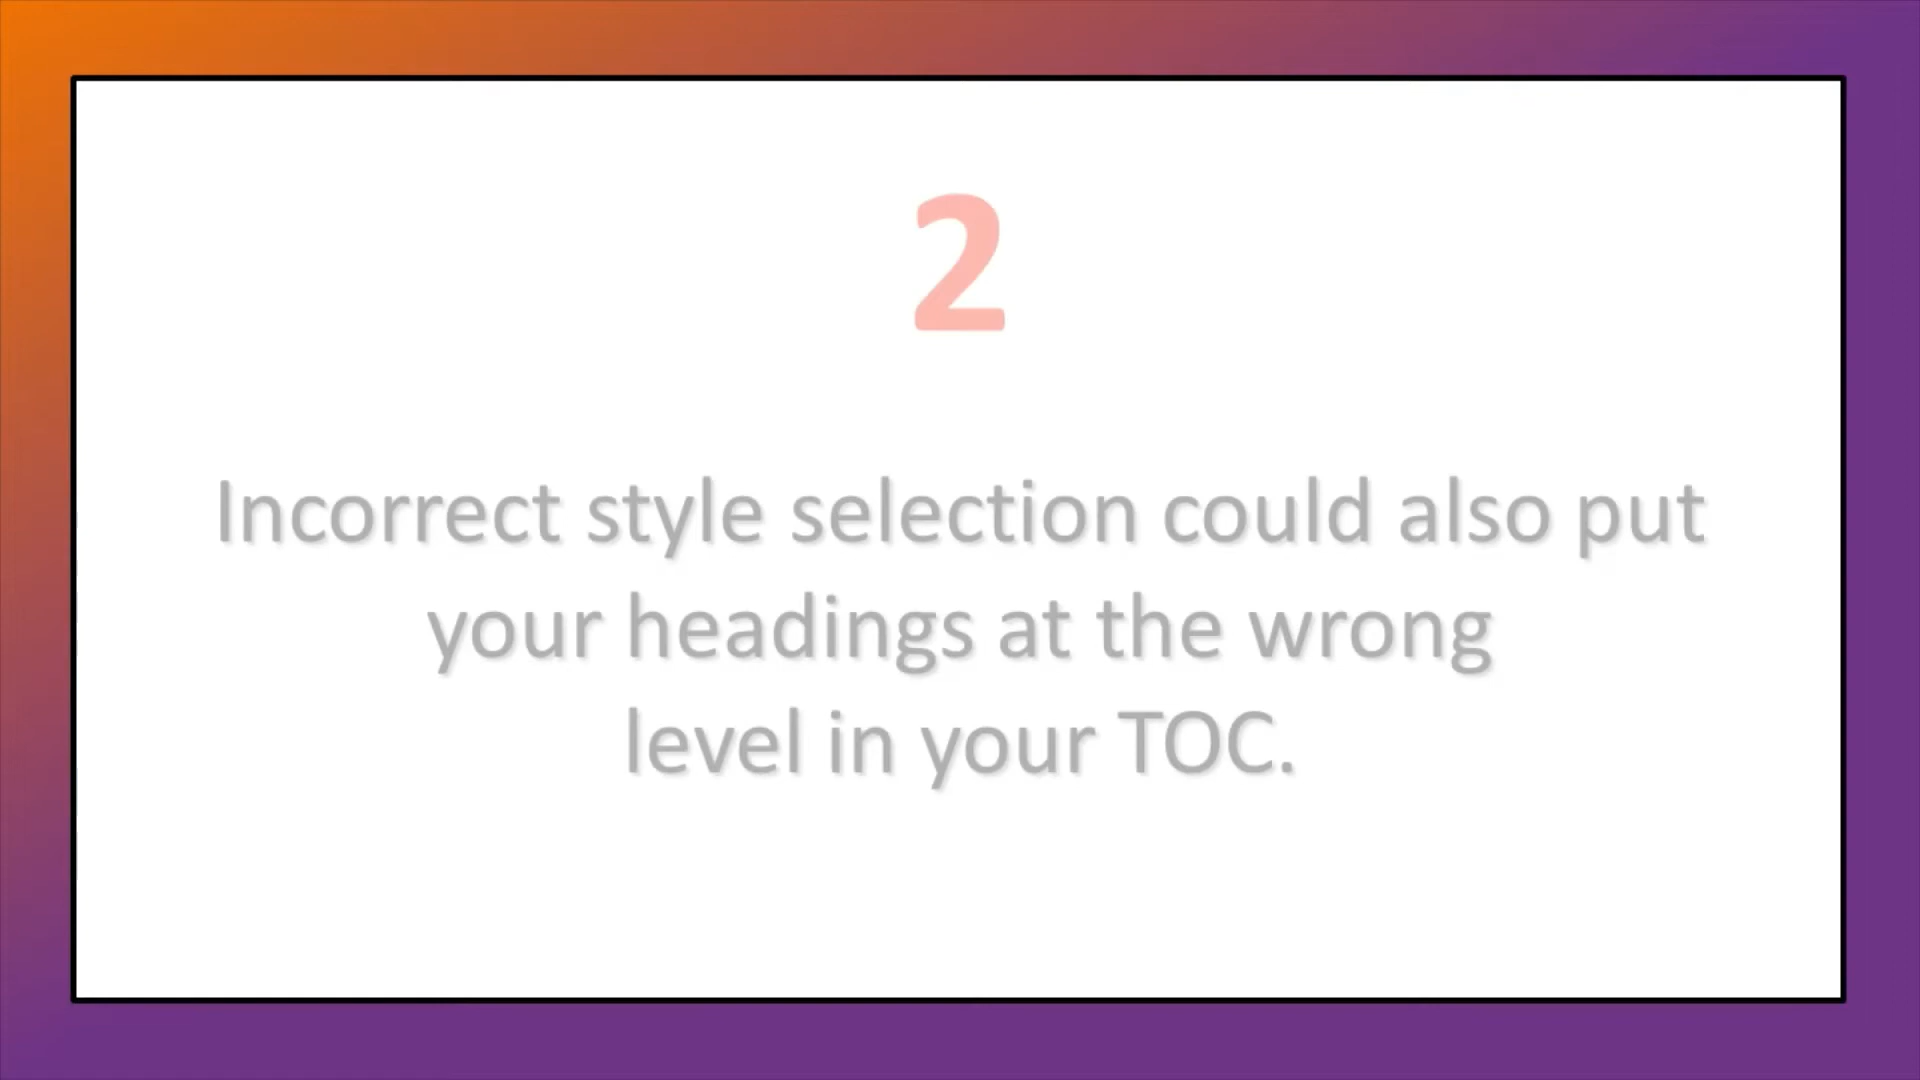 2
Incorrect style selection could also put
your headings at the wrong
level in your TOC.